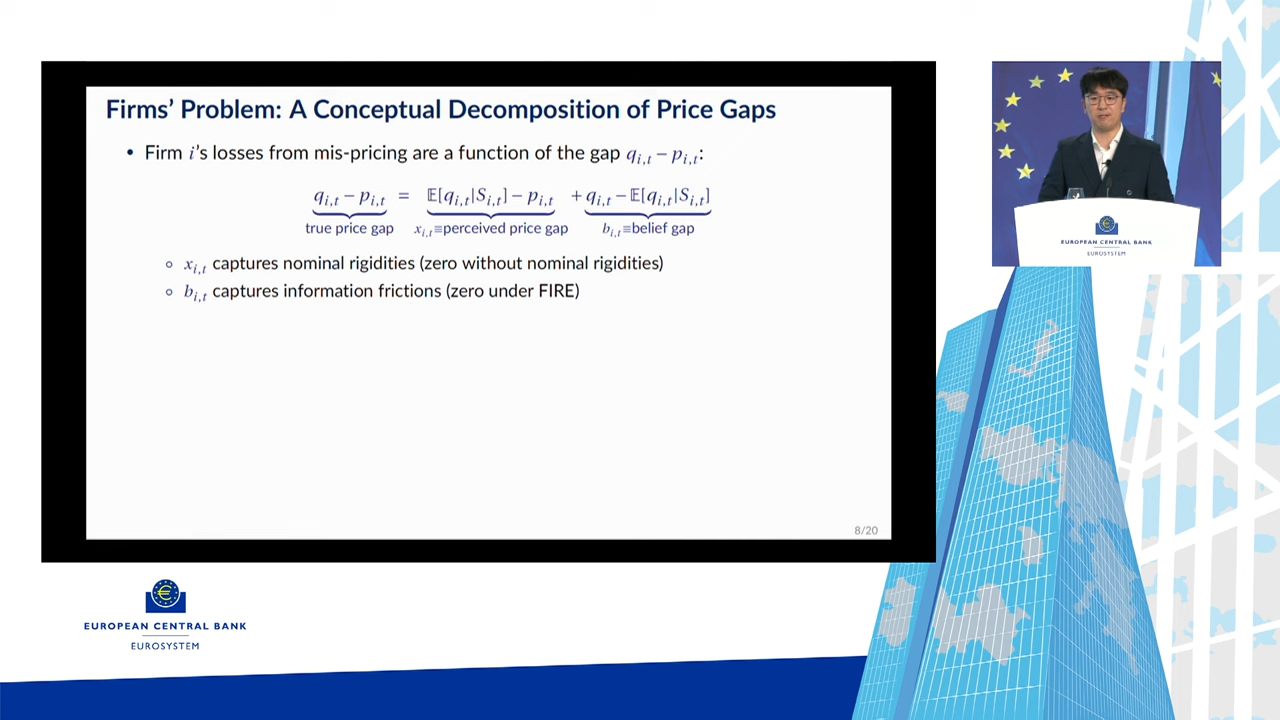 Firms' Problem: A Conceptual Decomposition of Price Gaps
• Firm i's losses from mis-pricing are a function of the gap q_{i,t} − p_{i,t}:
q_{i,t} − p_{i,t} = 𝔼[q_{i,t}|S_{i,t}] − p_{i,t} + q_{i,t} − 𝔼[q_{i,t}|S_{i,t}]
true price gap x_{i,t}≡perceived price gap b_{i,t}≡belief gap
∘ x_{i,t} captures nominal rigidities (zero without nominal rigidities)
∘ b_{i,t} captures information frictions (zero under FIRE)
8/20
EUROPEAN CENTRAL BANK
EUROSYSTEM
EUROPEAN CENTRAL BANK
EUROSYSTEM